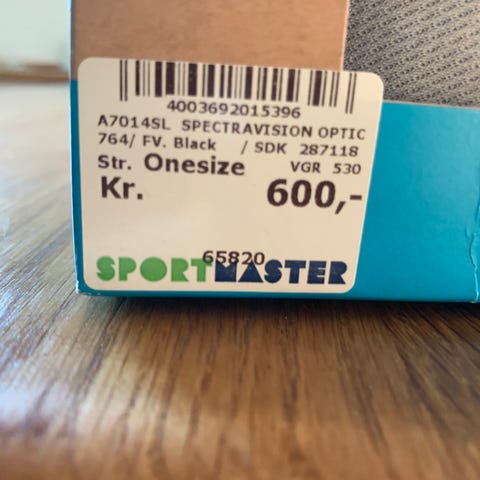 4003692015396
A7014SL SPECTRAVISION OPTIC
764/ FV. Black / SDK 287118
Str. Onesize VGR 530
Kr. 600,-
65820
SPORTMASTER